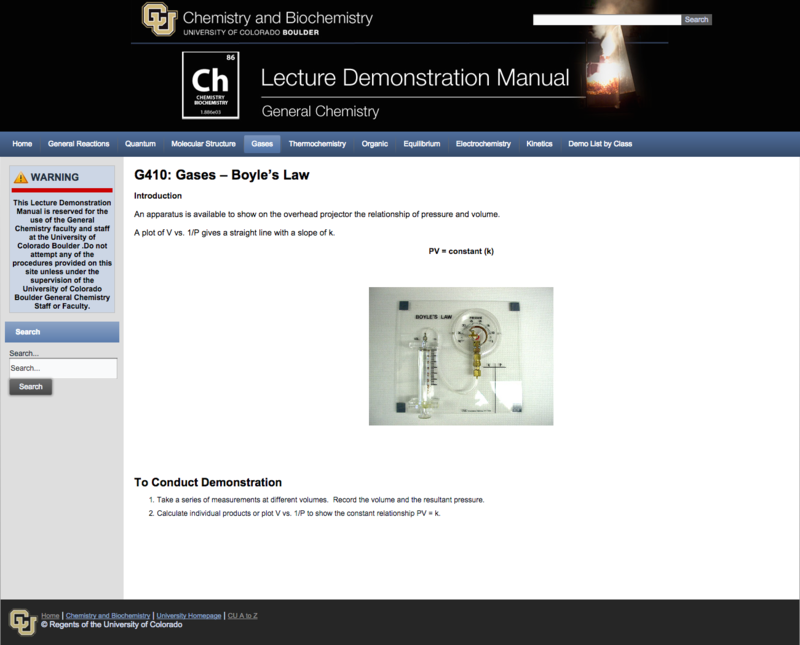 Chemistry and Biochemistry
UNIVERSITY OF COLORADO BOULDER
Search
86
Ch
CHEMISTRY
BIOCHEMISTRY
1.886e03
Lecture Demonstration Manual
General Chemistry
Home General Reactions Quantum Molecular Structure Gases Thermochemistry Organic Equilibrium Electrochemistry Kinetics Demo List by Class
WARNING
This Lecture Demonstration
Manual is reserved for the
use of the General
Chemistry faculty and staff
at the University of
Colorado Boulder .Do not
attempt any of the
procedures provided on this
site unless under the
supervision of the
University of Colorado
Boulder General Chemistry
Staff or Faculty.
Search
Search...
Search...
Search
G410: Gases – Boyle's Law
Introduction
An apparatus is available to show on the overhead projector the relationship of pressure and volume.
A plot of V vs. 1/P gives a straight line with a slope of k.
PV = constant (k)
BOYLE'S LAW
To Conduct Demonstration
1. Take a series of measurements at different volumes. Record the volume and the resultant pressure.
2. Calculate individual products or plot V vs. 1/P to show the constant relationship PV = k.
CU
Home | Chemistry and Biochemistry | University Homepage | CU A to Z
© Regents of the University of Colorado